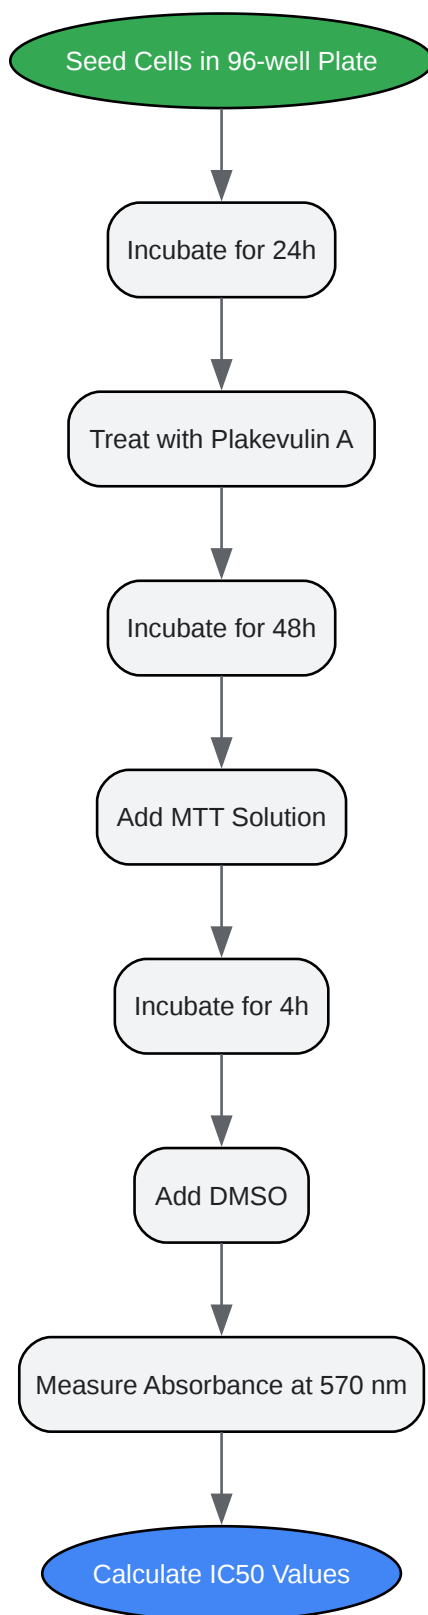 Seed Cells in 96-well Plate
Incubate for 24h
Treat with Plakevulin A
Incubate for 48h
Add MTT Solution
Incubate for 4h
Add DMSO
Measure Absorbance at 570 nm
Calculate IC50 Values